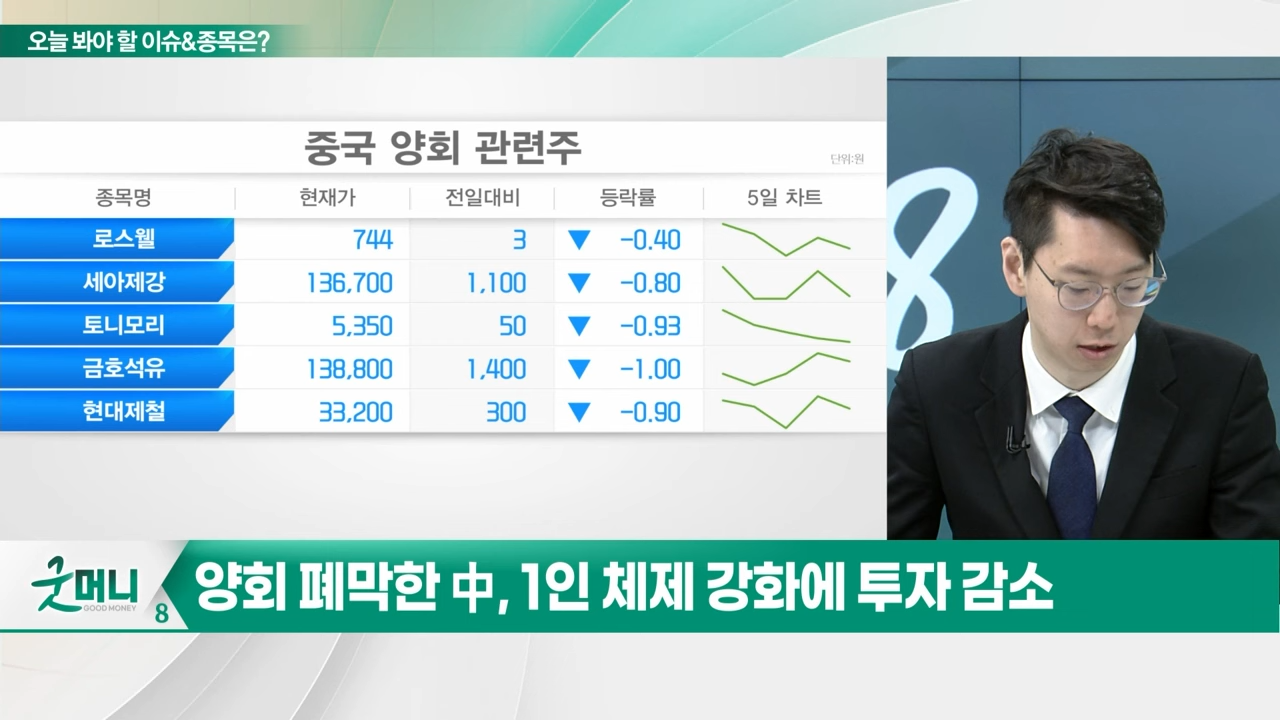 오늘 봐야 할 이슈&종목은?
중국 양회 관련주
단위:원
종목명 현재가 전일대비 등락률 5일 차트
로스웰 744 3 ▼ -0.40
세아제강 136,700 1,100 ▼ -0.80
토니모리 5,350 50 ▼ -0.93
금호석유 138,800 1,400 ▼ -1.00
현대제철 33,200 300 ▼ -0.90
8
굿머니
GOOD MONEY
8
양회 폐막한 中, 1인 체제 강화에 투자 감소